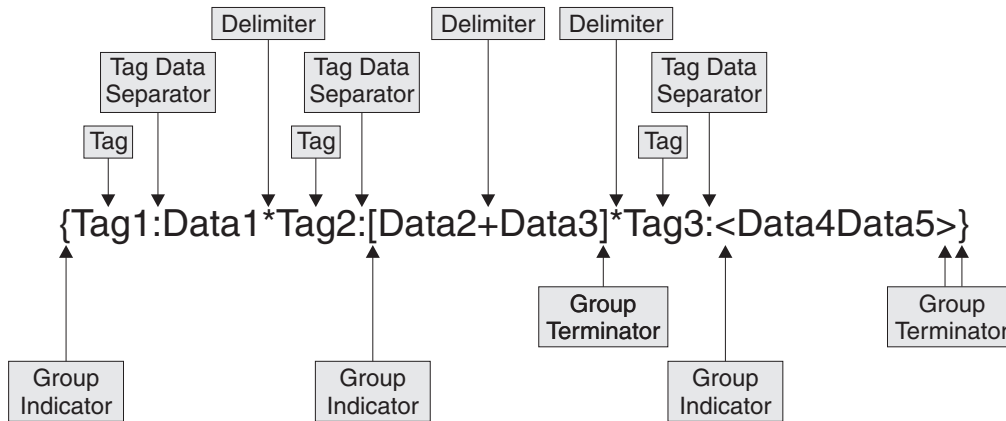 Delimiter
Delimiter
Delimiter
Tag Data
Separator
Tag Data
Separator
Tag Data
Separator
Tag
Tag
Tag
{Tag1:Data1*Tag2:[Data2+Data3]*Tag3:<Data4Data5>}
Group
Terminator
Group
Terminator
Group
Indicator
Group
Indicator
Group
Indicator